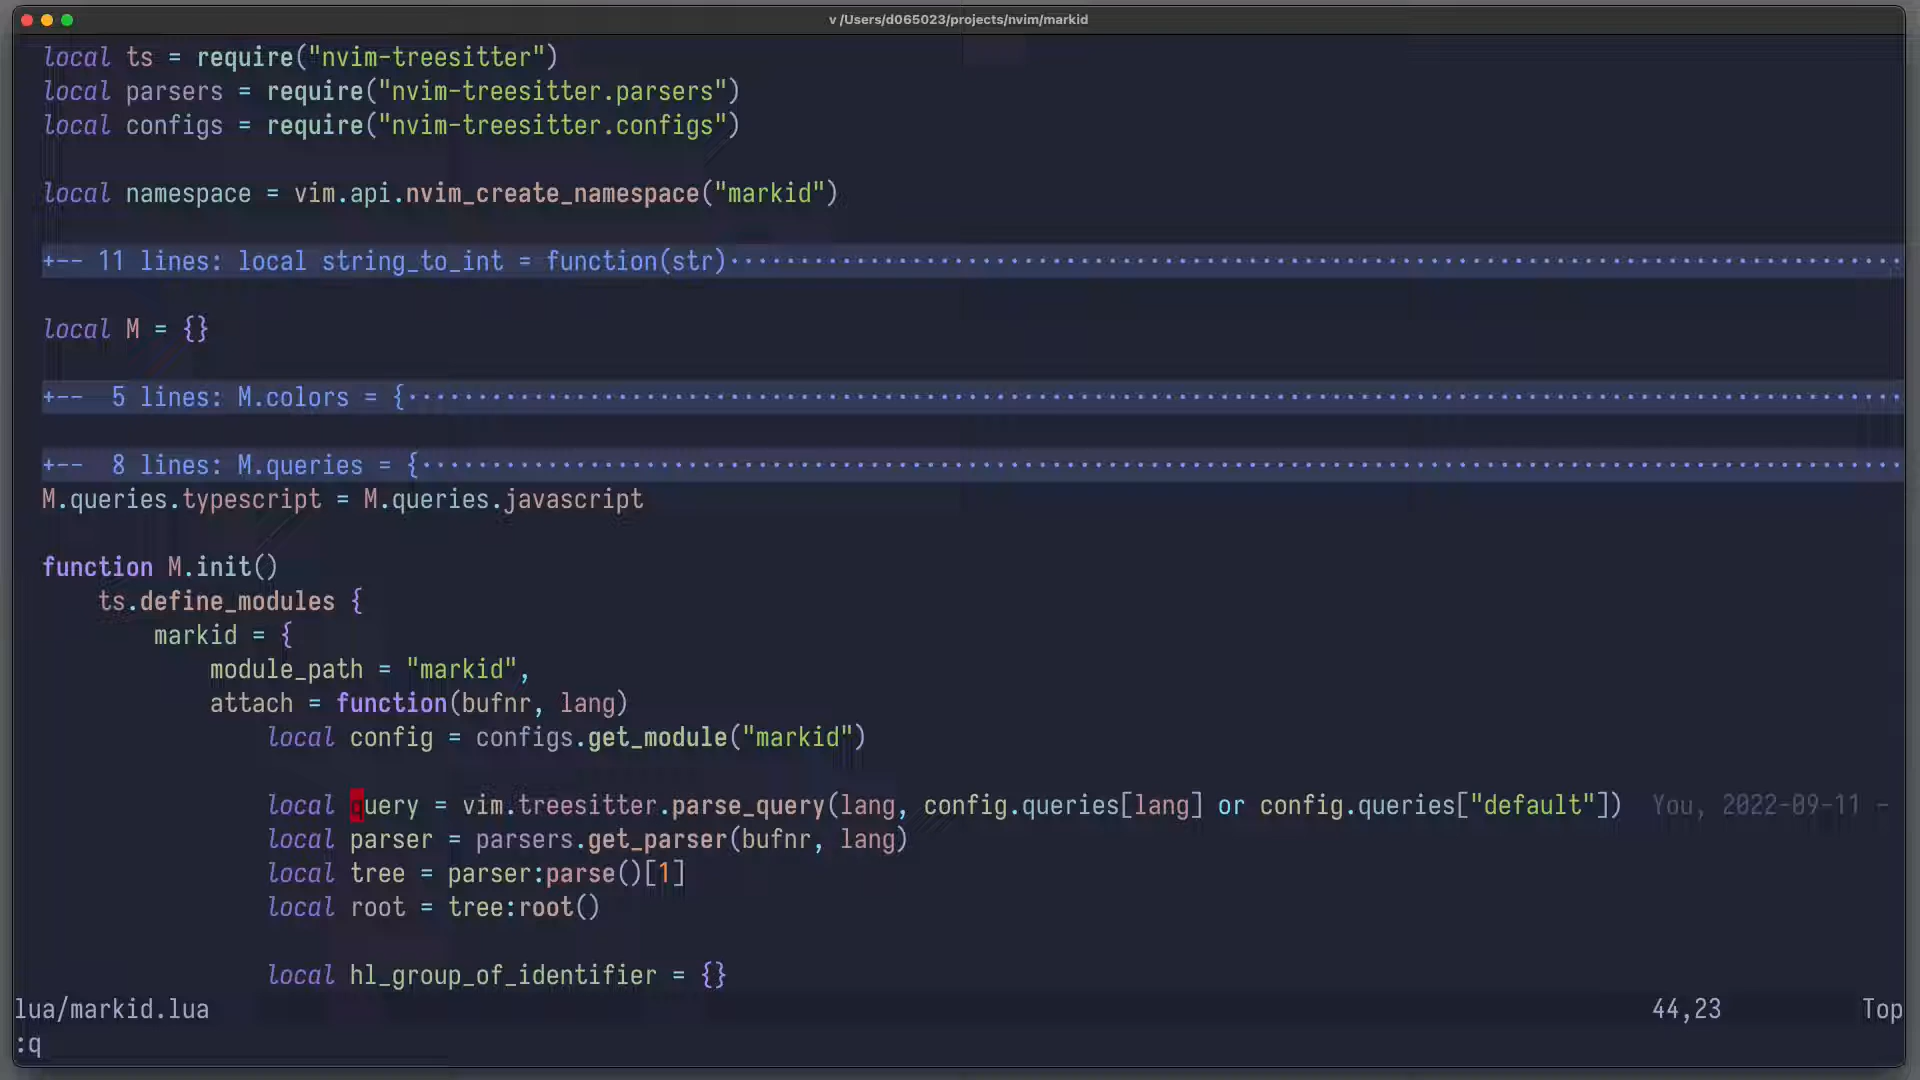 v /Users/d065023/projects/nvim/markid
local ts = require("nvim-treesitter")
local parsers = require("nvim-treesitter.parsers")
local configs = require("nvim-treesitter.configs")
local namespace = vim.api.nvim_create_namespace("markid")
+-- 11 lines: local string_to_int = function(str)····················································································
local M = {}
+--  5 lines: M.colors = {···········································································································
+--  8 lines: M.queries = {··········································································································
M.queries.typescript = M.queries.javascript
function M.init()
    ts.define_modules {
        markid = {
            module_path = "markid",
            attach = function(bufnr, lang)
                local config = configs.get_module("markid")
                local query = vim.treesitter.parse_query(lang, config.queries[lang] or config.queries["default"])  You, 2022-09-11 –
                local parser = parsers.get_parser(bufnr, lang)
                local tree = parser:parse()[1]
                local root = tree:root()
                local hl_group_of_identifier = {}
lua/markid.lua 44,23 Top
:q